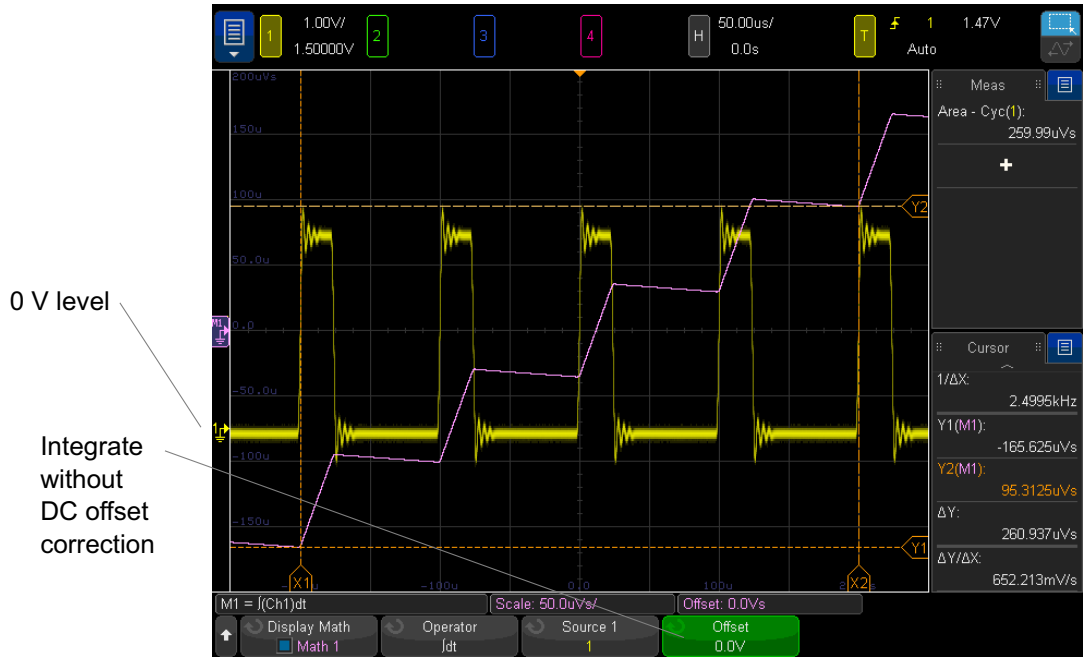 1
1.00V/
1.50000V
2
3
4
H
50.00us/
0.0s
T
1
1.47V
Auto
200uVs
150u
100u
50.0u
0.0
-50.0u
-100u
-150u
-100u
0.0
100u
M1
1
Y2
Y1
X1
X2
Meas
Area - Cyc(1):
259.99uVs
+
Cursor
1/ΔX:
2.4995kHz
Y1(M1):
-165.625uVs
Y2(M1):
95.3125uVs
ΔY:
260.937uVs
ΔY/ΔX:
652.213mV/s
0 V level
Integrate
without
DC offset
correction
M1 = ∫(Ch1)dt
Scale: 50.0uVs/
Offset: 0.0Vs
Display Math
Math 1
Operator
∫dt
Source 1
1
Offset
0.0V